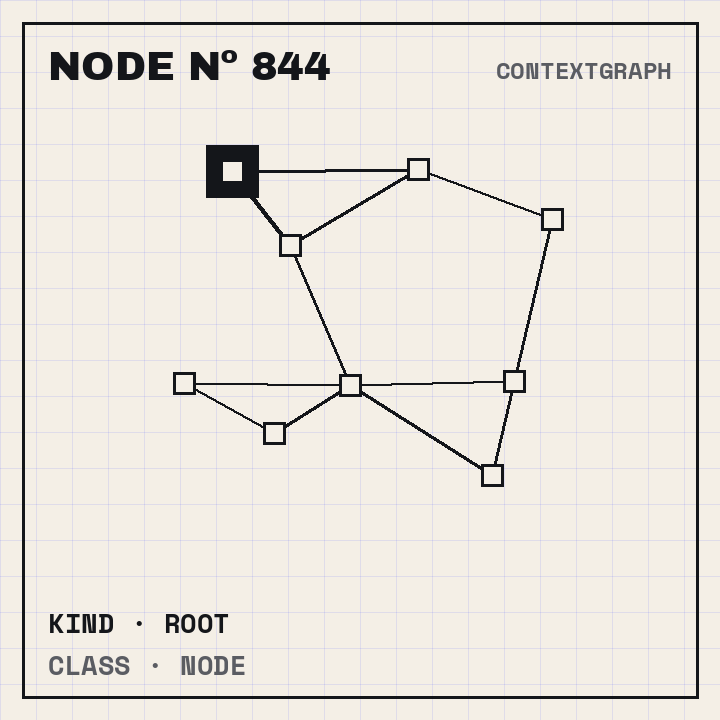 NODE Nº 844
CONTEXTGRAPH
KIND · ROOT
CLASS · NODE